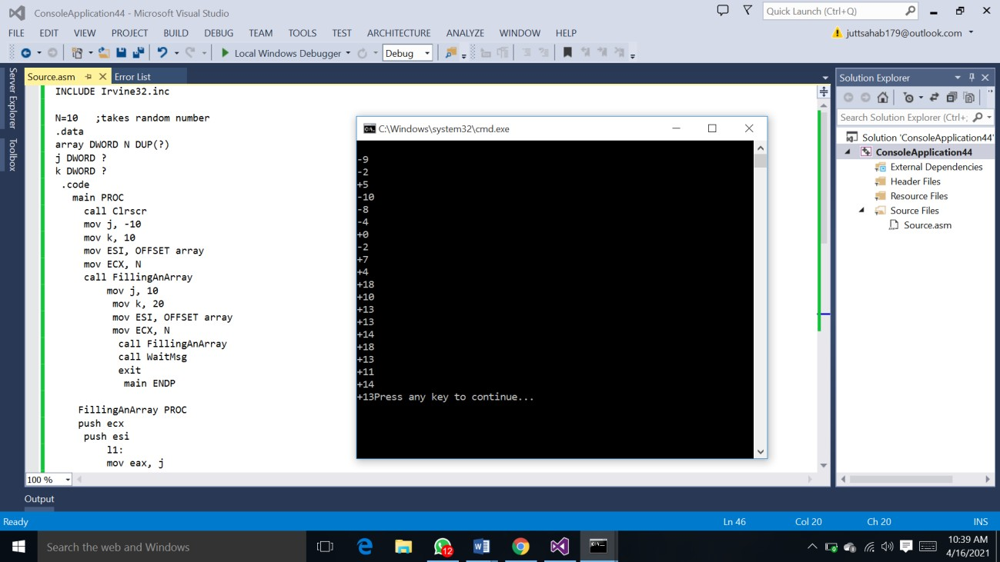 ConsoleApplication44 - Microsoft Visual Studio
Quick Launch (Ctrl+Q)
FILE EDIT VIEW PROJECT BUILD DEBUG TEAM TOOLS TEST ARCHITECTURE ANALYZE WINDOW HELP
juttsahab179@outlook.com
Local Windows Debugger
Debug
Server Explorer
Toolbox
Source.asm
Error List
INCLUDE Irvine32.inc
N=10 ;takes random number
.data
array DWORD N DUP(?)
j DWORD ?
k DWORD ?
.code
main PROC
call Clrscr
mov j, -10
mov k, 10
mov ESI, OFFSET array
mov ECX, N
call FillingAnArray
mov j, 10
mov k, 20
mov ESI, OFFSET array
mov ECX, N
call FillingAnArray
call WaitMsg
exit
main ENDP
FillingAnArray PROC
push ecx
push esi
l1:
mov eax, j
100 %
C:\Windows\system32\cmd.exe
-9
-2
+5
-10
-8
-4
+0
-2
+7
+4
+18
+10
+13
+13
+14
+18
+13
+11
+14
+13Press any key to continue...
Solution Explorer
Search Solution Explorer (Ctrl+;
Solution 'ConsoleApplication44'
ConsoleApplication44
External Dependencies
Header Files
Resource Files
Source Files
Source.asm
Output
Ready
Ln 46
Col 20
Ch 20
INS
Search the web and Windows
12
10:39 AM
4/16/2021